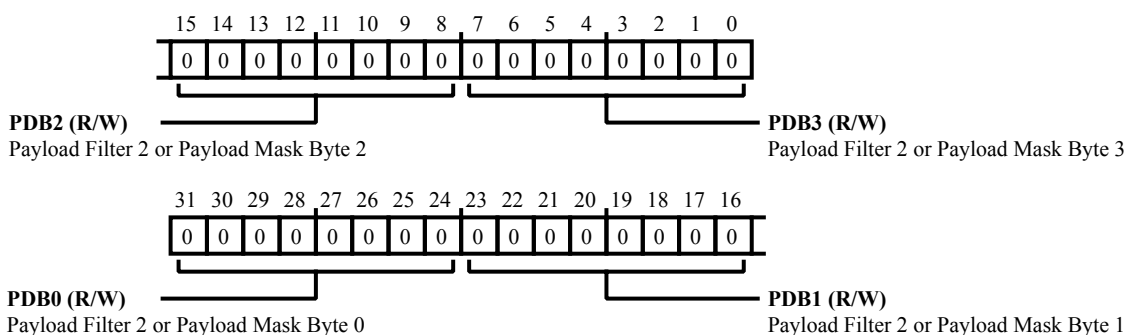 15 14 13 12 11 10 9 8 7 6 5 4 3 2 1 0
0 0 0 0 0 0 0 0 0 0 0 0 0 0 0 0
PDB2 (R/W)
Payload Filter 2 or Payload Mask Byte 2
PDB3 (R/W)
Payload Filter 2 or Payload Mask Byte 3
31 30 29 28 27 26 25 24 23 22 21 20 19 18 17 16
0 0 0 0 0 0 0 0 0 0 0 0 0 0 0 0
PDB0 (R/W)
Payload Filter 2 or Payload Mask Byte 0
PDB1 (R/W)
Payload Filter 2 or Payload Mask Byte 1